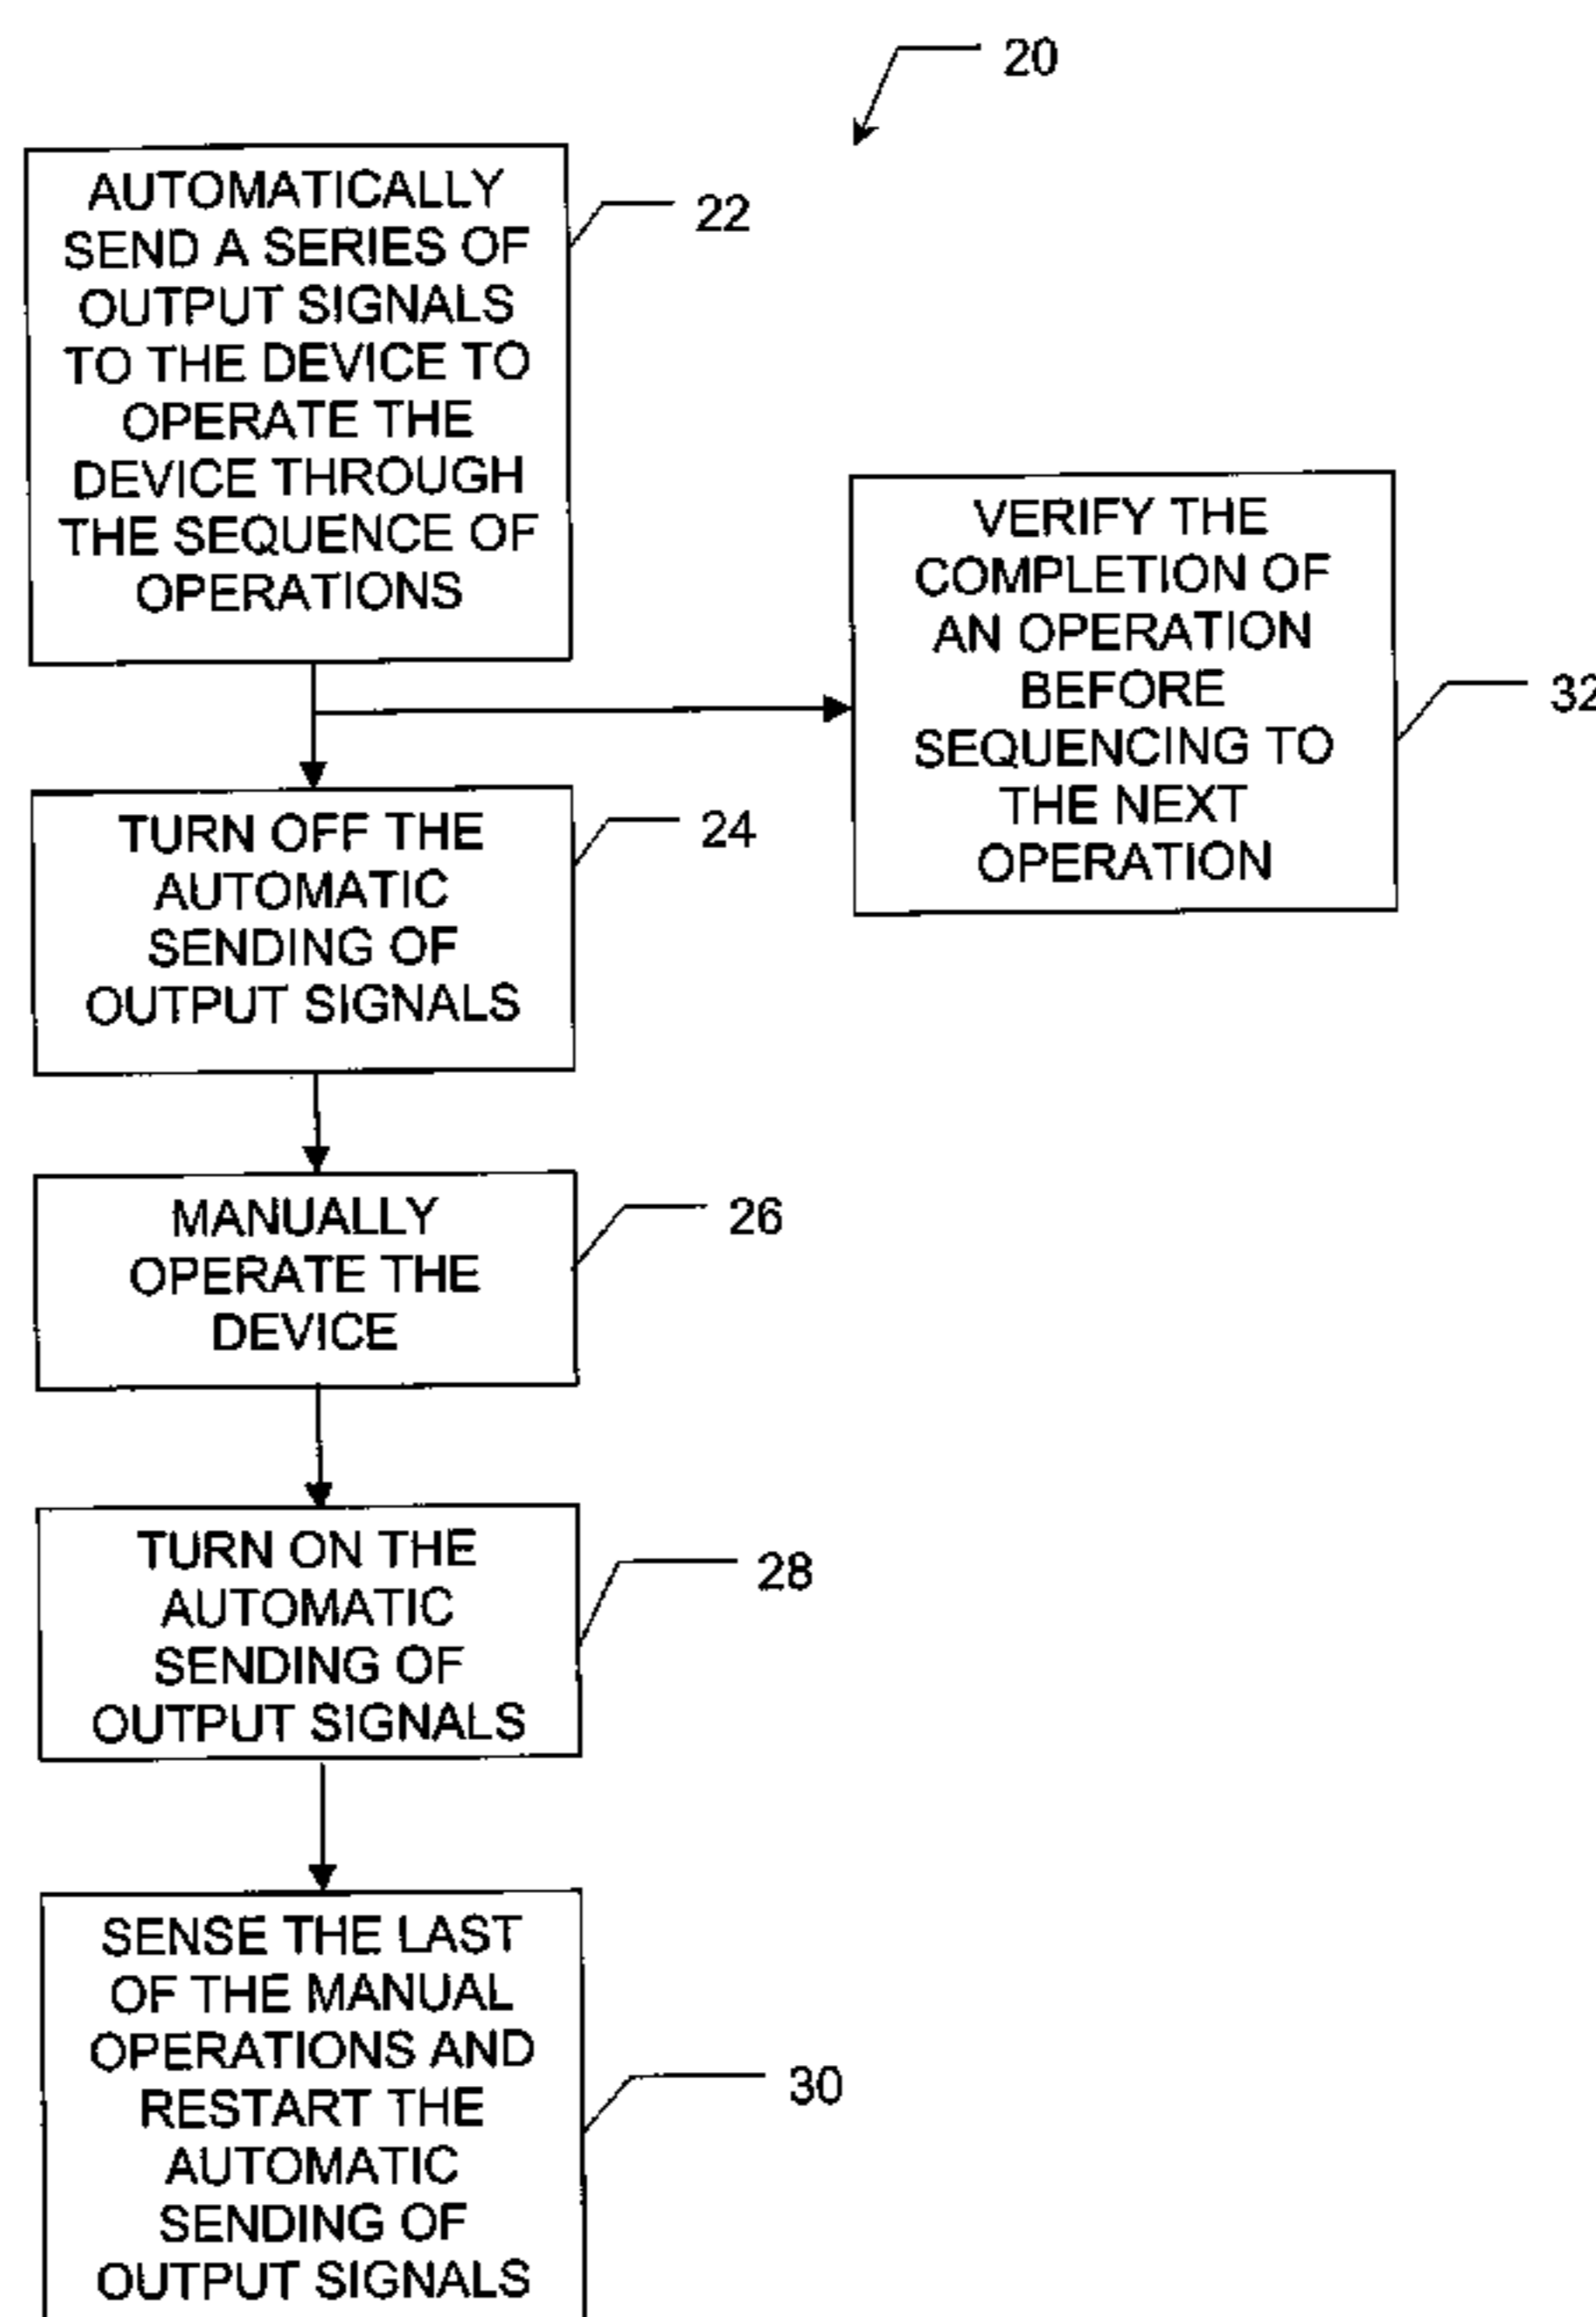 20
AUTOMATICALLY
SEND A SERIES OF
OUTPUT SIGNALS
TO THE DEVICE TO
OPERATE THE
DEVICE THROUGH
THE SEQUENCE OF
OPERATIONS
22
VERIFY THE
COMPLETION OF
AN OPERATION
BEFORE
SEQUENCING TO
THE NEXT
OPERATION
32
TURN OFF THE
AUTOMATIC
SENDING OF
OUTPUT SIGNALS
24
MANUALLY
OPERATE THE
DEVICE
26
TURN ON THE
AUTOMATIC
SENDING OF
OUTPUT SIGNALS
28
SENSE THE LAST
OF THE MANUAL
OPERATIONS AND
RESTART THE
AUTOMATIC
SENDING OF
OUTPUT SIGNALS
30